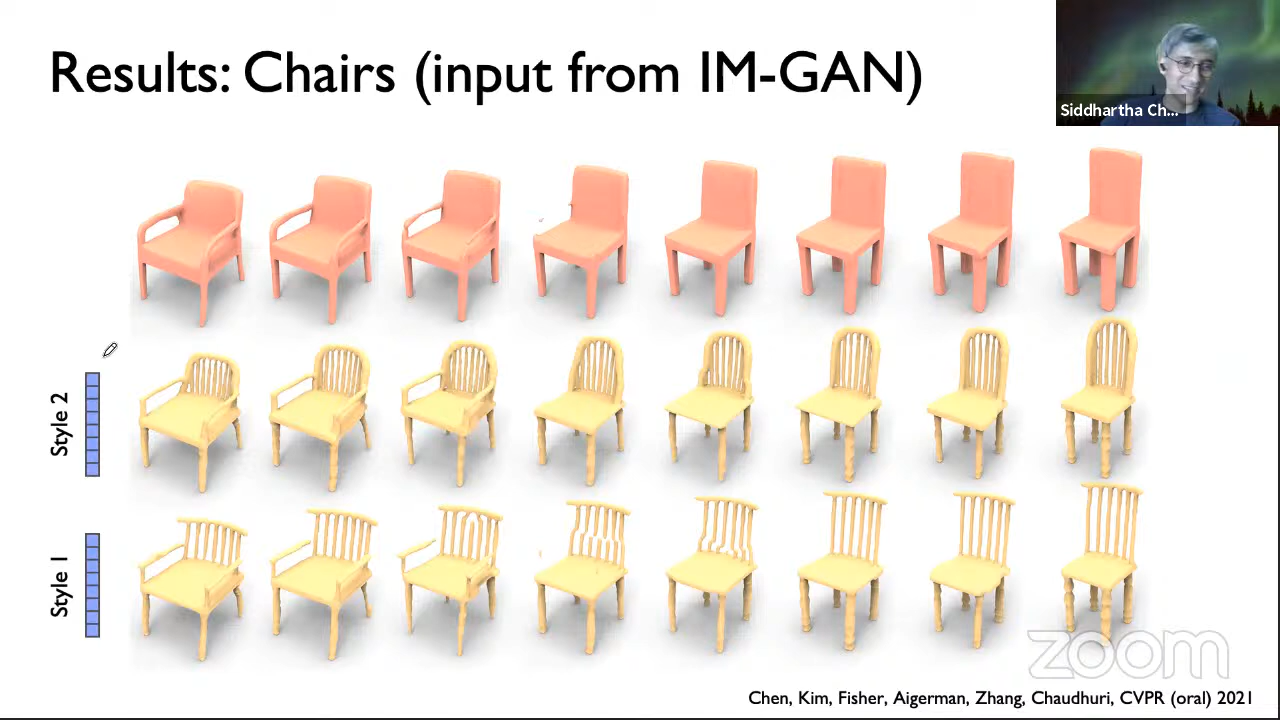 Results: Chairs (input from IM-GAN)
Siddhartha Ch...
Style 2
Style 1
zoom
Chen, Kim, Fisher, Aigerman, Zhang, Chaudhuri, CVPR (oral) 2021